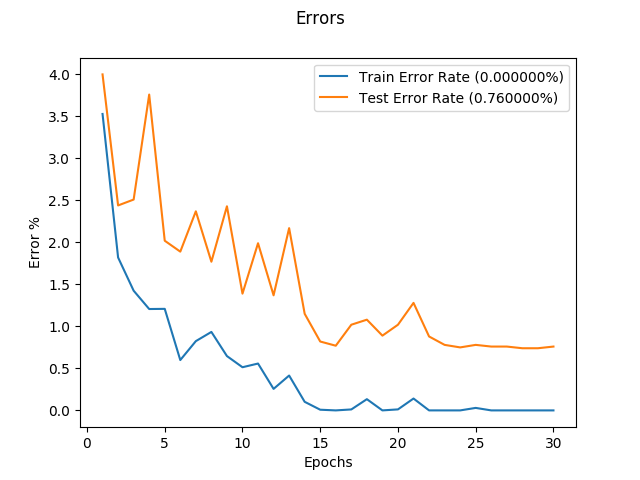 Errors
Train Error Rate (0.000000%)
Test Error Rate (0.760000%)
Error %
4.0
3.5
3.0
2.5
2.0
1.5
1.0
0.5
0.0
0 5 10 15 20 25 30
Epochs